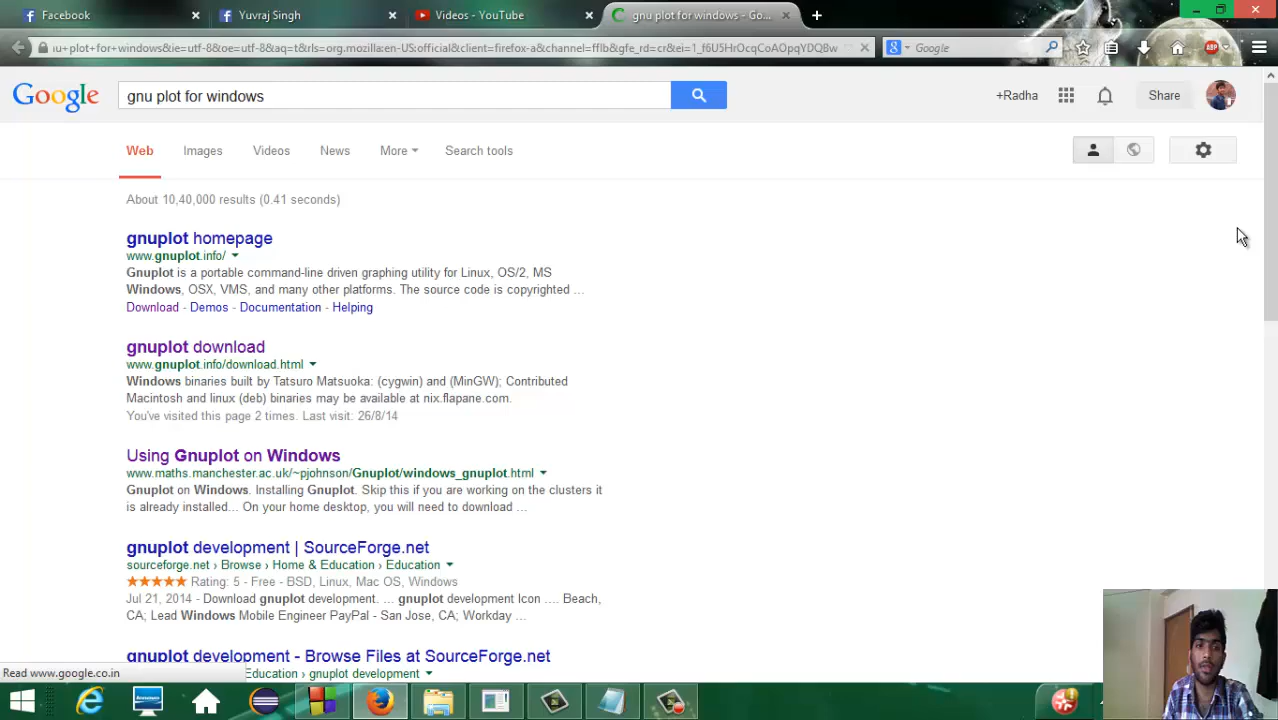 Facebook
Yuvraj Singh
Videos - YouTube
gnu plot for windows - Go...
u+plot+for+windows&ie=utf-8&oe=utf-8&aq=t&rls=org.mozilla:en-US:official&client=firefox-a&channel=fflb&gfe_rd=cr&ei=1_f6U5HrOcqCoAOpqYDQBw
Google
Google
gnu plot for windows
+Radha
Share
Web
Images
Videos
News
More
Search tools
About 10,40,000 results (0.41 seconds)
gnuplot homepage
www.gnuplot.info/
Gnuplot is a portable command-line driven graphing utility for Linux, OS/2, MS
Windows, OSX, VMS, and many other platforms. The source code is copyrighted ...
Download - Demos - Documentation - Helping
gnuplot download
www.gnuplot.info/download.html
Windows binaries built by Tatsuro Matsuoka: (cygwin) and (MinGW); Contributed
Macintosh and linux (deb) binaries may be available at nix.flapane.com.
You've visited this page 2 times. Last visit: 26/8/14
Using Gnuplot on Windows
www.maths.manchester.ac.uk/~pjohnson/Gnuplot/windows_gnuplot.html
Gnuplot on Windows. Installing Gnuplot. Skip this if you are working on the clusters it
is already installed... On your home desktop, you will need to download ...
gnuplot development | SourceForge.net
sourceforge.net › Browse › Home & Education › Education
Rating: 5 - Free - BSD, Linux, Mac OS, Windows
Jul 21, 2014 - Download gnuplot development. ... gnuplot development Icon .... Beach,
CA; Lead Windows Mobile Engineer PayPal - San Jose, CA; Workday ...
gnuplot development - Browse Files at SourceForge.net
Education › gnuplot development
Read www.google.co.in